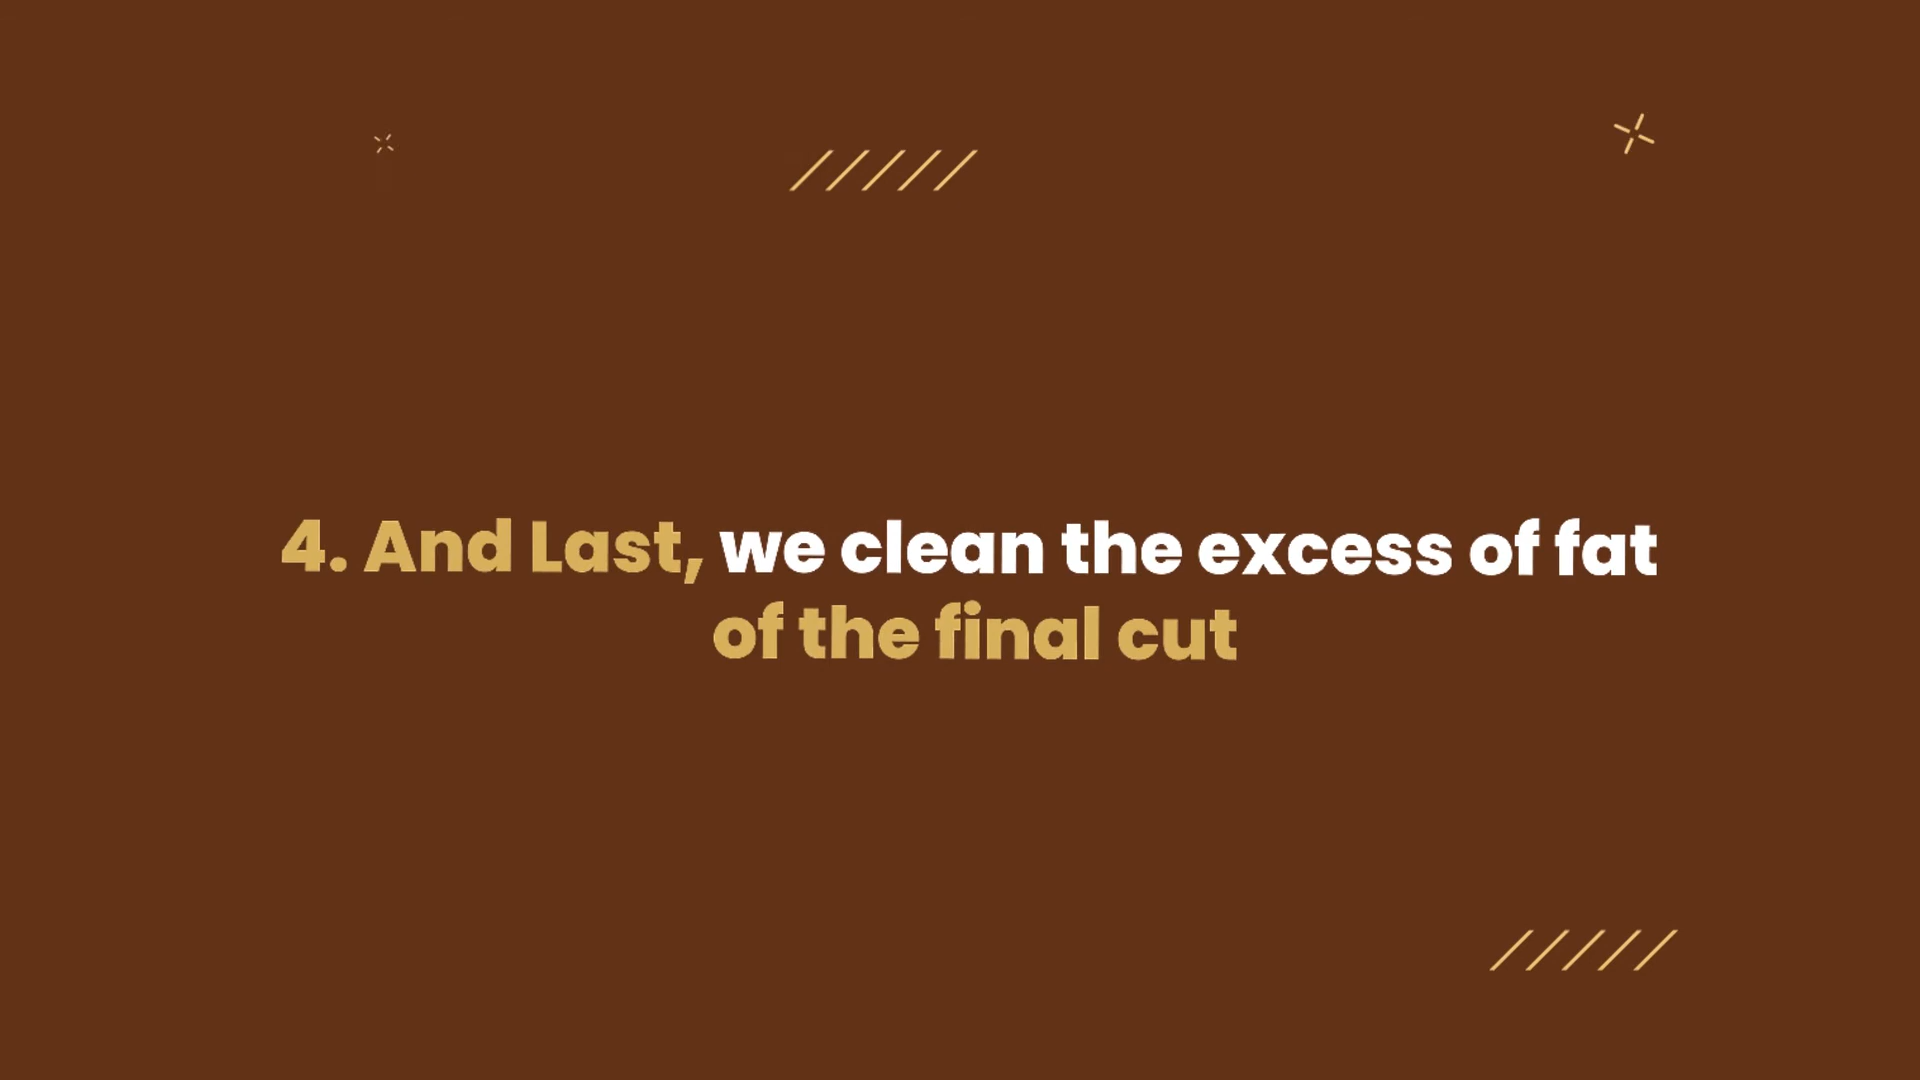 4. And Last, we clean the excess of fat
of the final cut